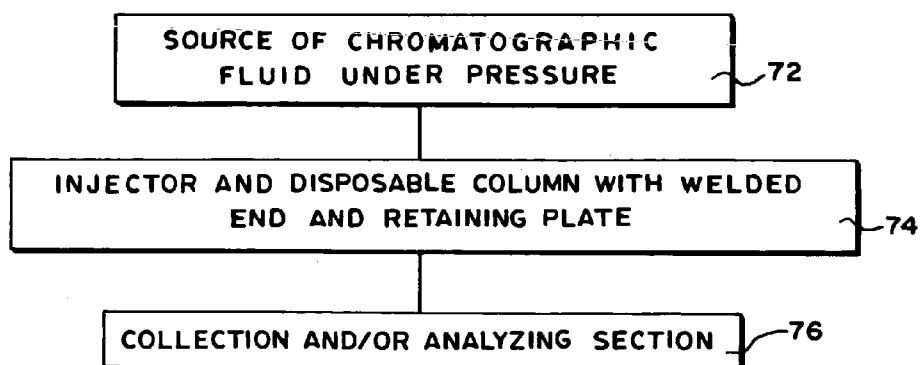 SOURCE OF CHROMATOGRAPHIC
FLUID UNDER PRESSURE
72
INJECTOR AND DISPOSABLE COLUMN WITH WELDED
END AND RETAINING PLATE
74
COLLECTION AND/OR ANALYZING SECTION
76